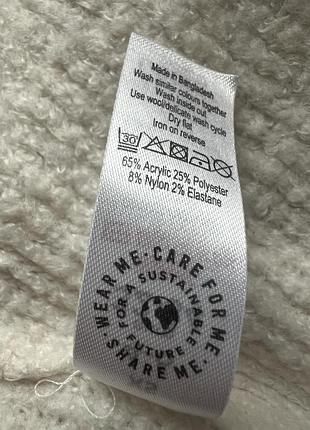 Made in Bangladesh
Wash similar colours together
Wash inside out
Use wool/delicate wash cycle
Dry flat
Iron on reverse
30
65% Acrylic 25% Polyester
8% Nylon 2% Elastane
WEAR ME · CARE FOR ME · SHARE ME ·
FOR A SUSTAINABLE FUTURE